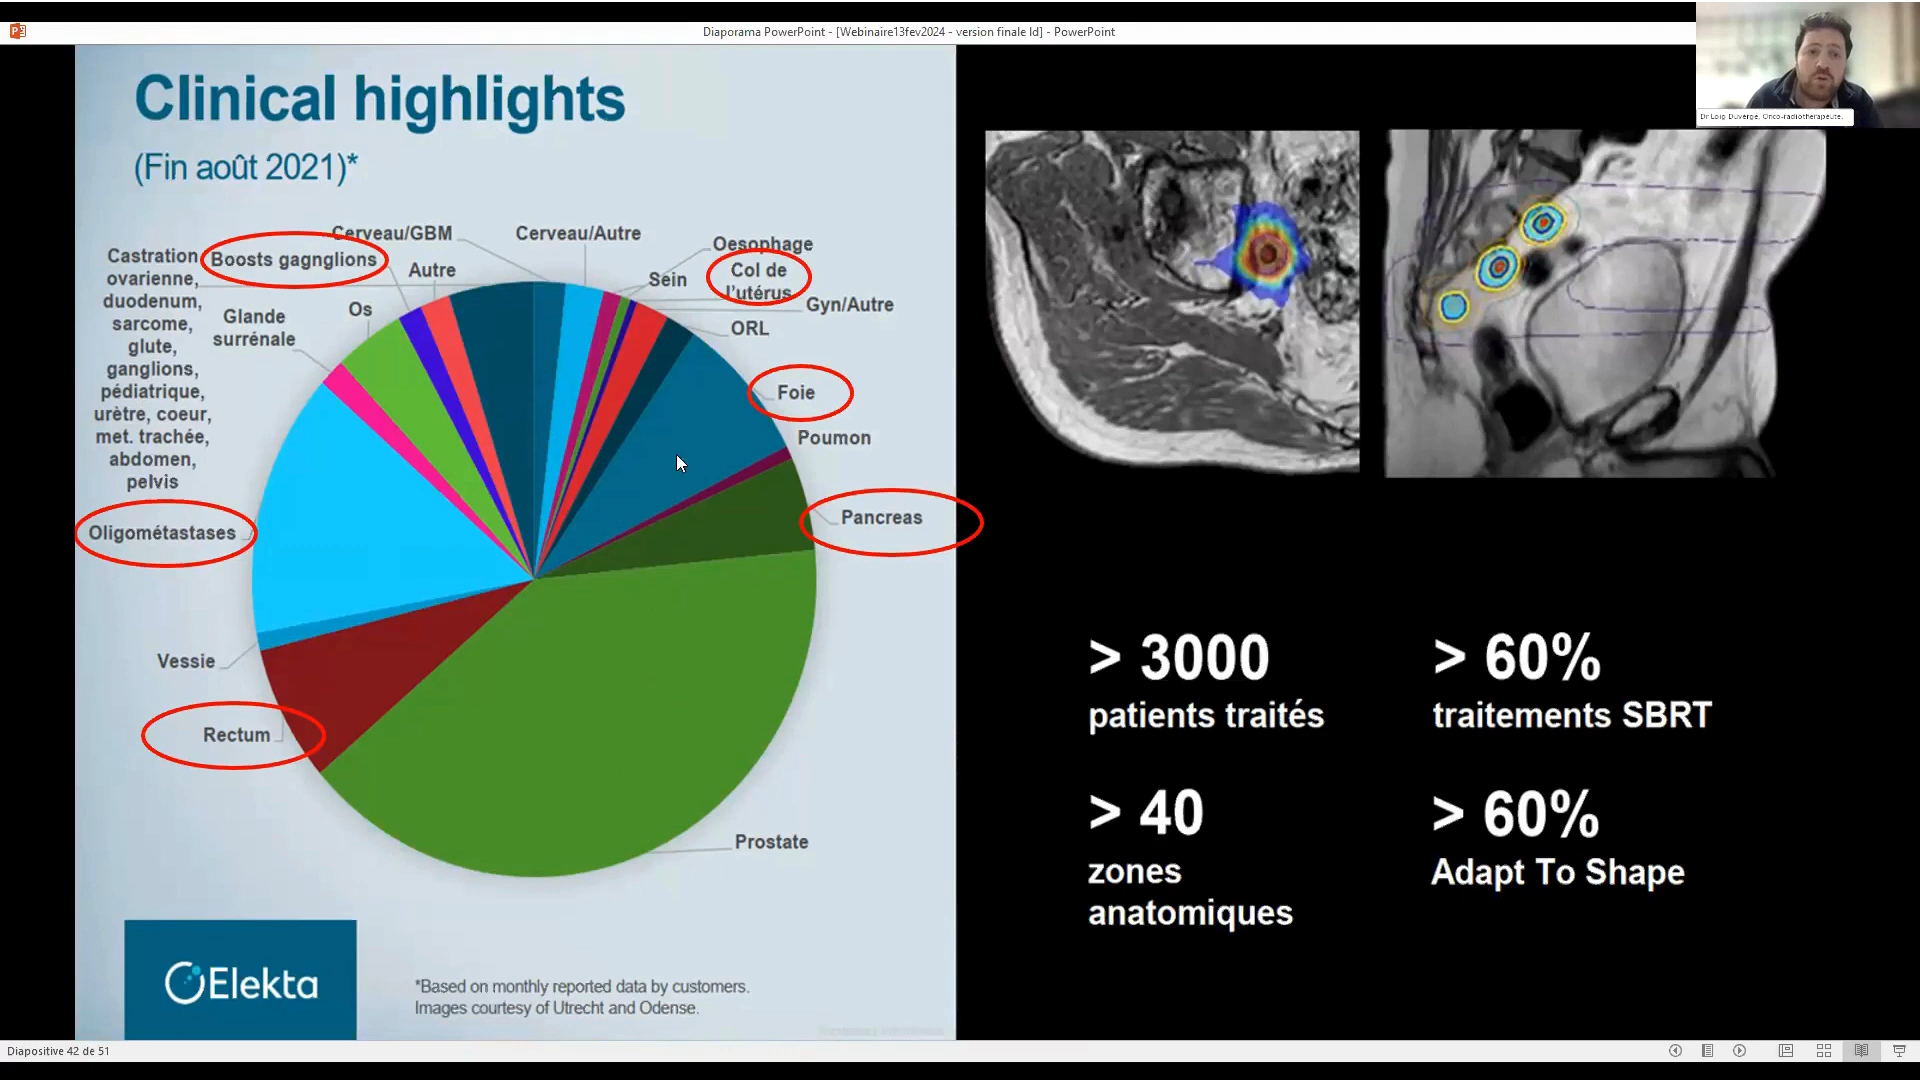 Diaporama PowerPoint - [Webinaire13fev2024 - version finale ld] - PowerPoint
Dr Loig Duvergé, Onco-radiothérapeute.
Clinical highlights
(Fin août 2021)*
Cerveau/GBM
Cerveau/Autre
Oesophage
Castration
ovarienne,
duodenum,
sarcome,
glute,
ganglions,
pédiatrique,
urètre, coeur,
met. trachée,
abdomen,
pelvis
Boosts gagnglions
Autre
Sein
Col de
l'utérus
Gyn/Autre
Os
Glande
surrénale
ORL
Foie
Poumon
Pancreas
Oligométastases
Vessie
Rectum
Prostate
> 3000
patients traités
> 60%
traitements SBRT
> 40
zones
anatomiques
> 60%
Adapt To Shape
Elekta
*Based on monthly reported data by customers.
Images courtesy of Utrecht and Odense.
Diapositive 42 de 51